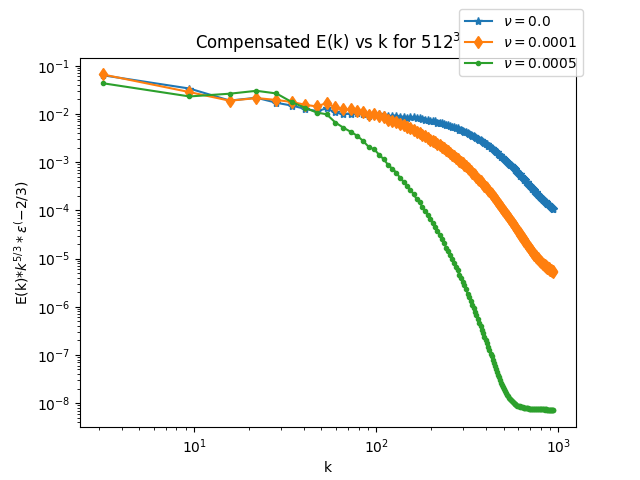 Compensated E(k) vs k for 512³
ν = 0.0
ν = 0.0001
ν = 0.0005
E(k)*k^{5/3} * ε^(−2/3)
10⁻¹
10⁻²
10⁻³
10⁻⁴
10⁻⁵
10⁻⁶
10⁻⁷
10⁻⁸
10¹ 10² 10³
k